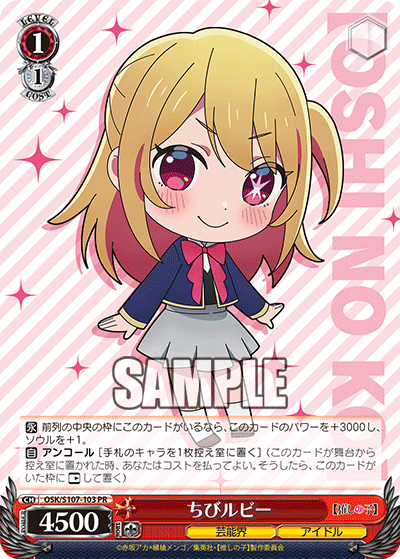 LEVEL
1
1
COST
OSHI NO KO
SAMPLE
永 前列の中央の枠にこのカードがいるなら、このカードのパワーを+3000し、
ソウルを+1。
自 アンコール [手札のキャラを1枚控え室に置く] (このカードが舞台から
控え室に置かれた時、あなたはコストを払ってよい。そうしたら、このカード
がいた枠に して置く)
CH OSK/S107-103 PR
ちびルビー
【推しの子】
4500
芸能界
アイドル
©赤坂アカ×横槍メンゴ/集英社・【推しの子】製作委員会